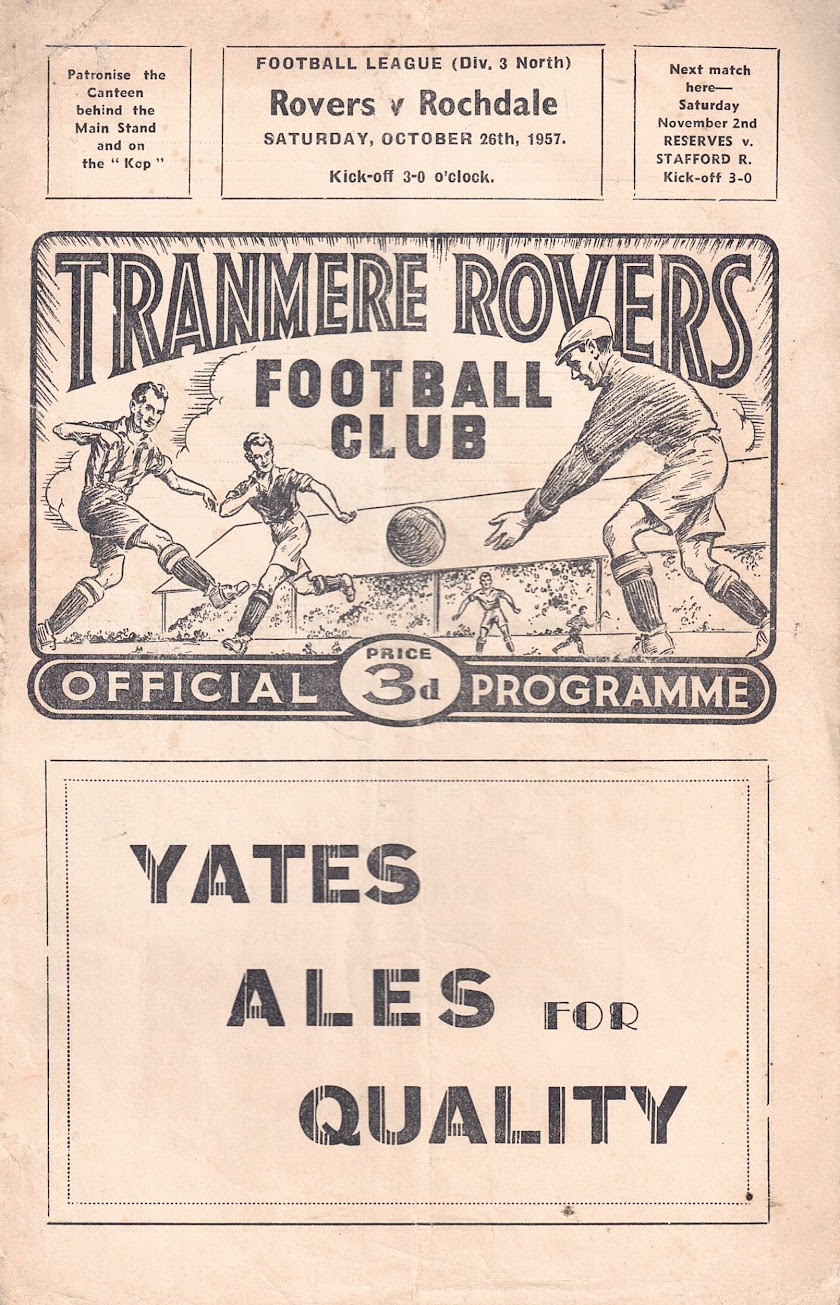 Patronise the
Canteen
behind the
Main Stand
and on
the "Kop"
FOOTBALL LEAGUE (Div. 3 North)
Rovers v Rochdale
SATURDAY, OCTOBER 26th, 1957.
Kick-off 3-0 o'clock.
Next match
here—
Saturday
November 2nd
RESERVES v.
STAFFORD R.
Kick-off 3-0
TRANMERE ROVERS
FOOTBALL
CLUB
OFFICIAL PRICE 3d PROGRAMME
YATES
ALES FOR
QUALITY